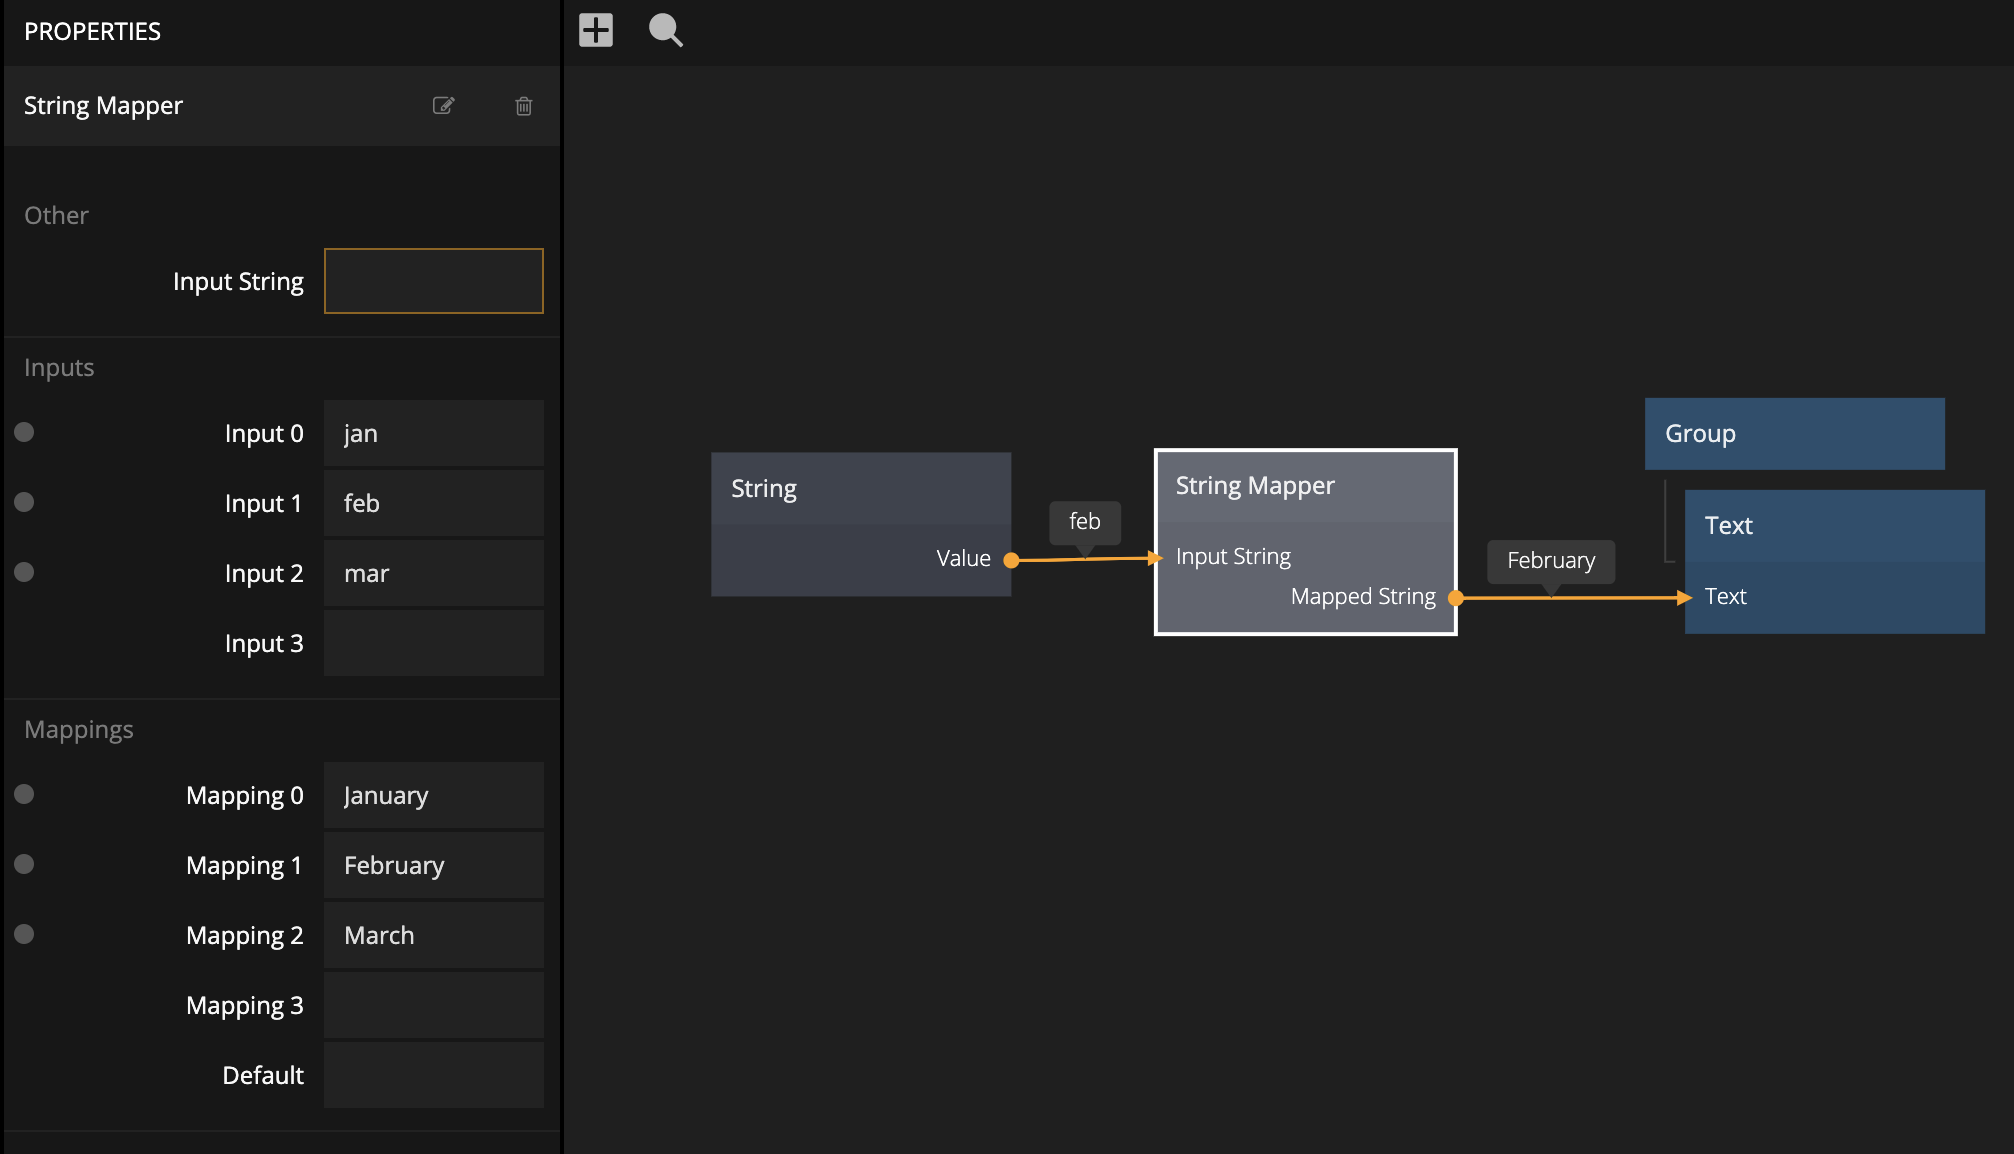 PROPERTIES
String Mapper
Other
Input String
Inputs
Input 0 jan
Input 1 feb
Input 2 mar
Input 3
Mappings
Mapping 0 January
Mapping 1 February
Mapping 2 March
Mapping 3
Default
String
Value
feb
String Mapper
Input String
Mapped String
February
Group
Text
Text